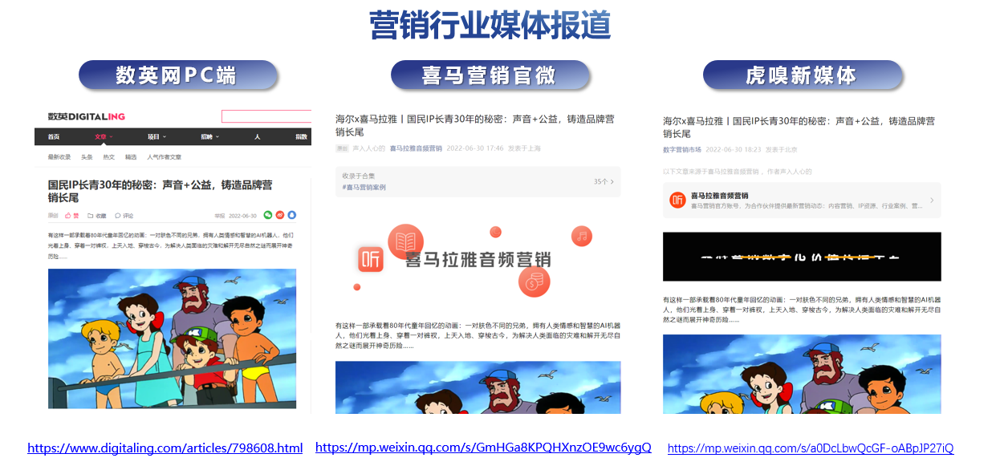 营销行业媒体报道
数英网PC端
数英DIGITALING
首页 文章 项目 招聘 人 指数
最新收录 头条 热文 精选 人气作者文章
国民IP长青30年的秘密：声音+公益，铸造品牌营
销长尾
原创 赞 收藏 评论 举报 2022-06-30
有这样一部承载着80年代童年回忆的动画：一对肤色不同的兄弟，拥有人类情感和智慧的AI机器人，他们
光着上身、穿着一对裤衩，上天入地、穿梭古今，为解决人类面临的灾难和解开无尽自然之谜而展开神奇
历险……
https://www.digitaling.com/articles/798608.html
喜马营销官微
海尔x喜马拉雅丨国民IP长青30年的秘密：声音+公益，铸造品牌营
销长尾
原创 声入人心的 喜马拉雅音频营销 2022-06-30 17:46 发表于上海
收录于合集
#喜马营销案例
35个
听
喜马拉雅音频营销
有这样一部承载着80年代童年回忆的动画：一对肤色不同的兄弟，拥有人类情感和智慧的AI机器
人，他们光着上身、穿着一对裤衩，上天入地、穿梭古今，为解决人类面临的灾难和解开无尽自
然之谜而展开神奇历险……
https://mp.weixin.qq.com/s/GmHGa8KPQHXnzOE9wc6ygQ
虎嗅新媒体
海尔x喜马拉雅丨国民IP长青30年的秘密：声音+公益，铸造品牌营
销长尾
数字营销市场 2022-06-30 18:23 发表于北京
以下文章来源于喜马拉雅音频营销，作者声入人心的
听
喜马拉雅音频营销
喜马营销官方账号，为合作伙伴提供最新营销动态：内容营销、IP资源、行业案例，营...
有这样一部承载着80年代童年回忆的动画：一对肤色不同的兄弟，拥有人类情感和智慧的AI机器
人，他们光着上身、穿着一对裤衩，上天入地、穿梭古今，为解决人类面临的灾难和解开无尽自
然之谜而展开神奇历险……
https://mp.weixin.qq.com/s/a0DcLbwQcGF-oABpJP27iQ